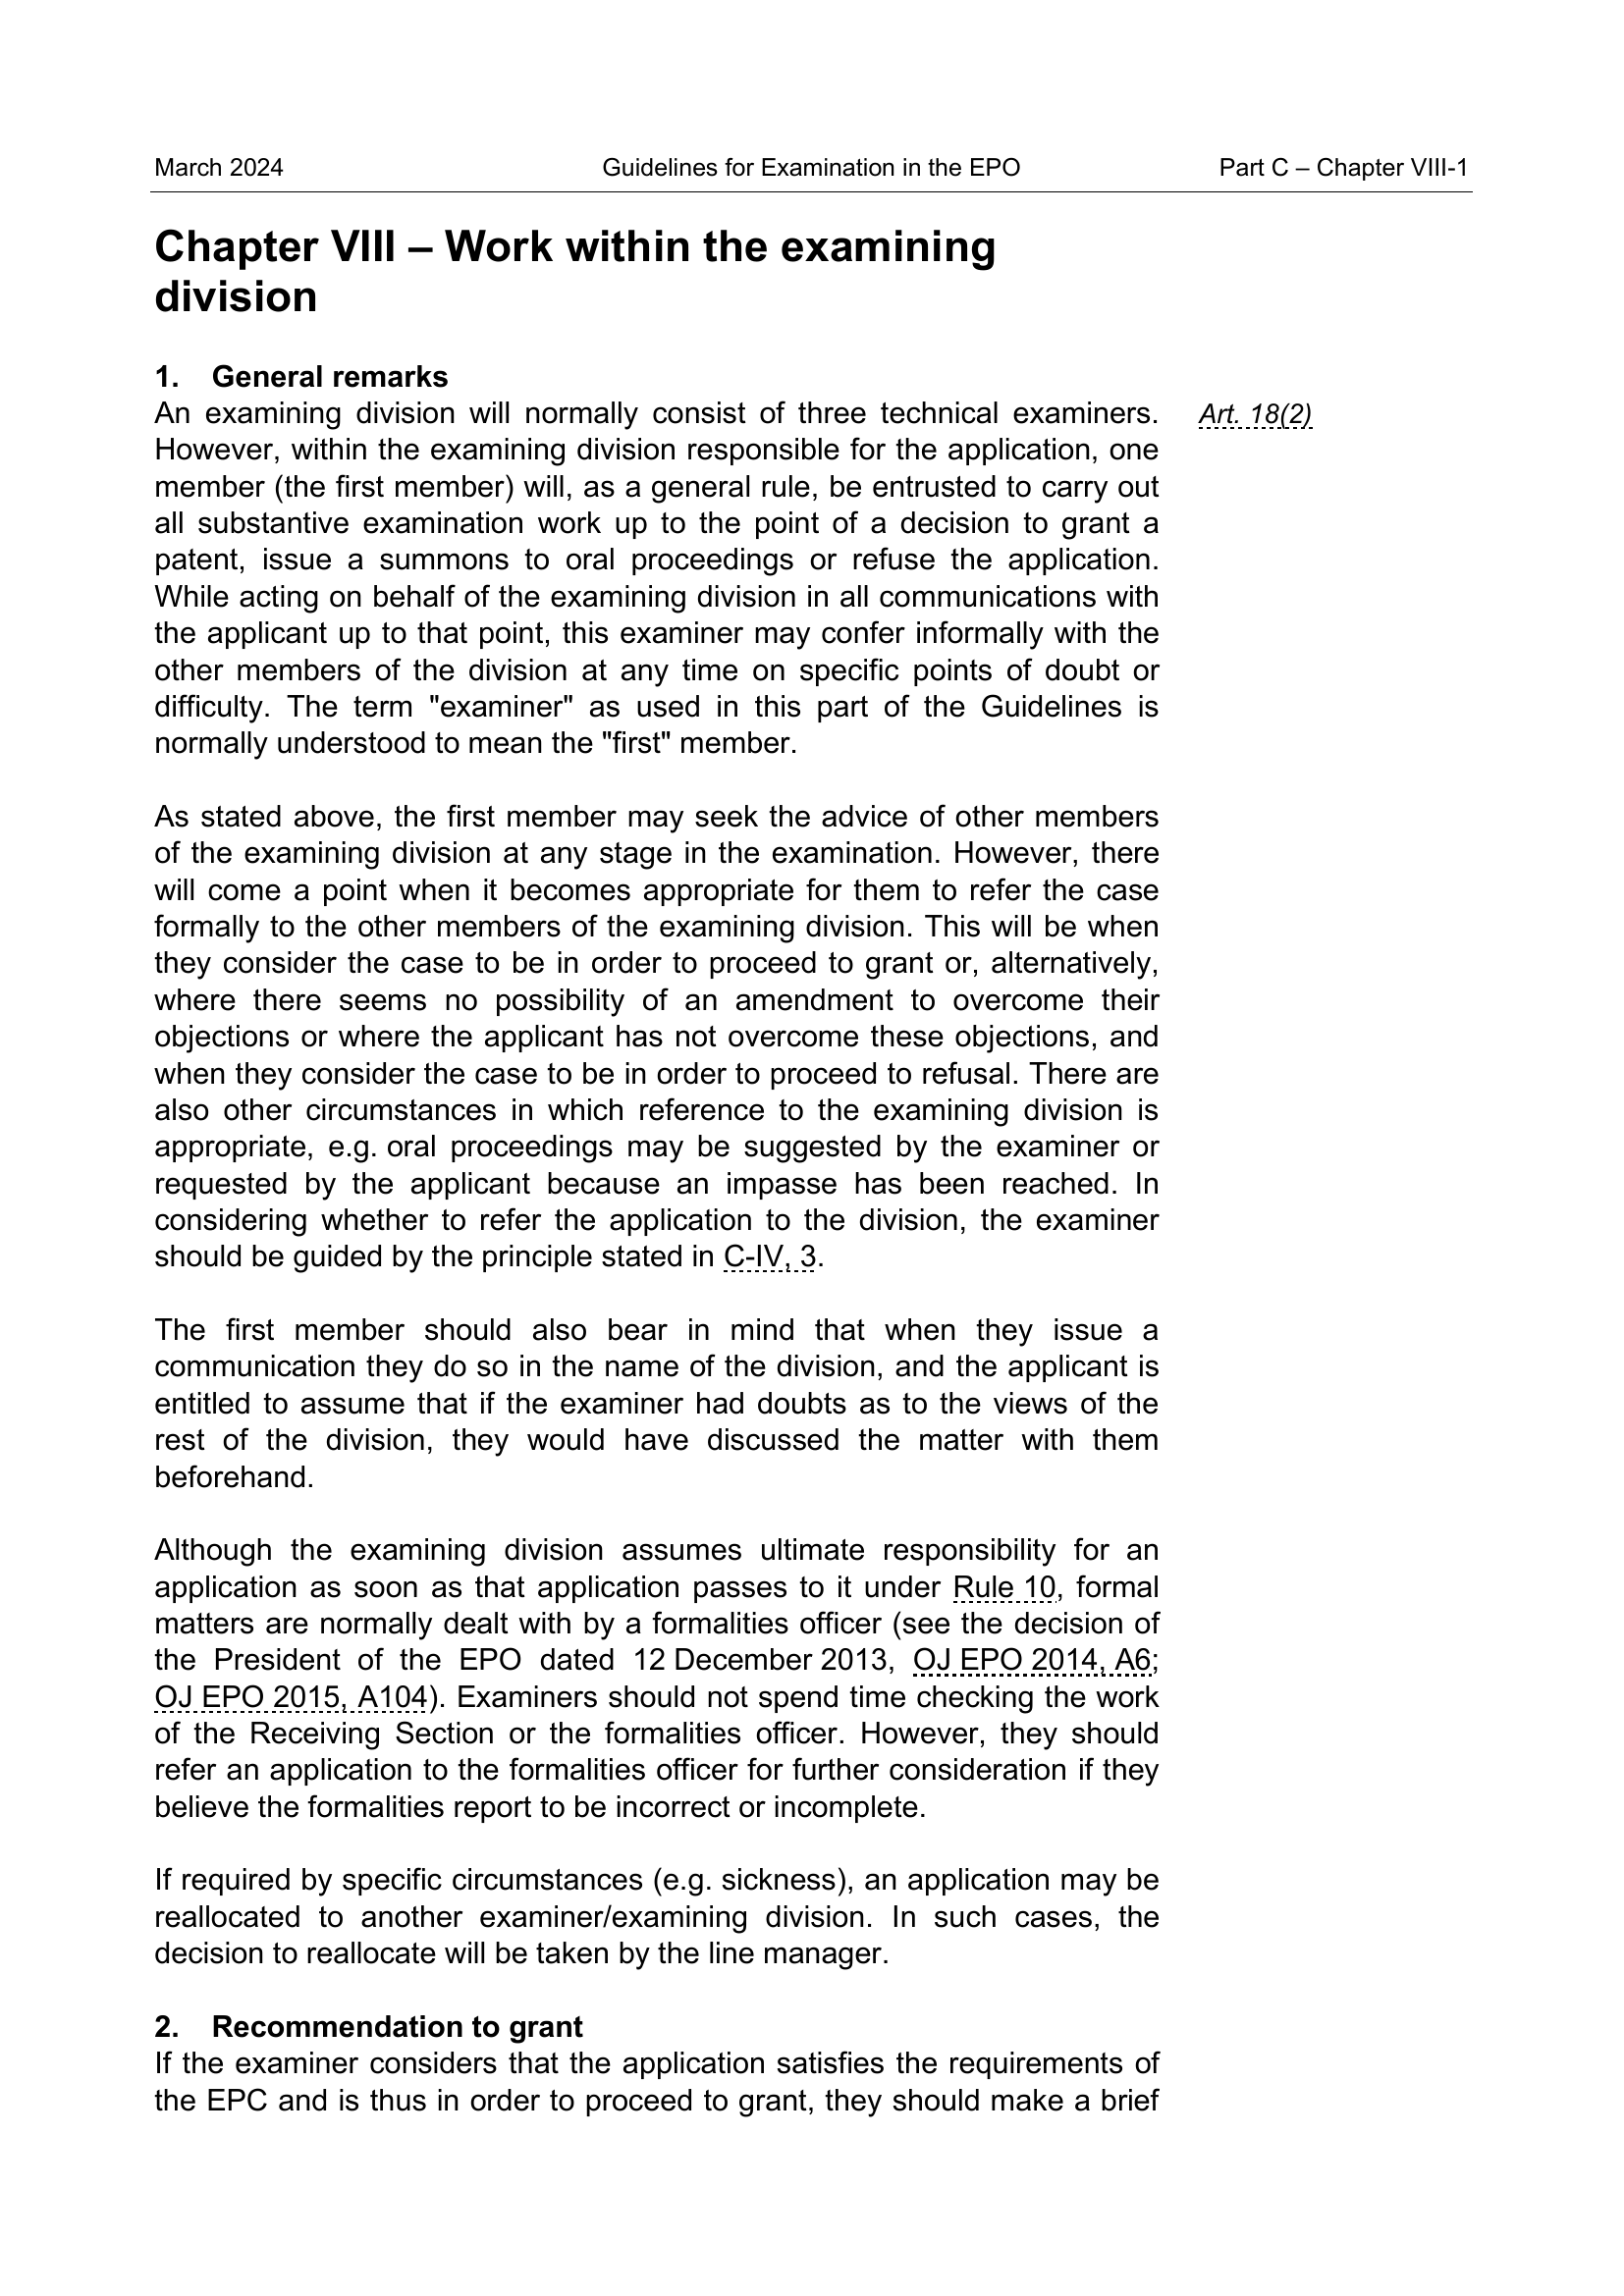 March 2024 Guidelines for Examination in the EPO Part C – Chapter VIII-1
Chapter VIII – Work within the examining
division
1. General remarks
An examining division will normally consist of three technical examiners. Art. 18(2)
However, within the examining division responsible for the application, one
member (the first member) will, as a general rule, be entrusted to carry out
all substantive examination work up to the point of a decision to grant a
patent, issue a summons to oral proceedings or refuse the application.
While acting on behalf of the examining division in all communications with
the applicant up to that point, this examiner may confer informally with the
other members of the division at any time on specific points of doubt or
difficulty. The term "examiner" as used in this part of the Guidelines is
normally understood to mean the "first" member.
As stated above, the first member may seek the advice of other members
of the examining division at any stage in the examination. However, there
will come a point when it becomes appropriate for them to refer the case
formally to the other members of the examining division. This will be when
they consider the case to be in order to proceed to grant or, alternatively,
where there seems no possibility of an amendment to overcome their
objections or where the applicant has not overcome these objections, and
when they consider the case to be in order to proceed to refusal. There are
also other circumstances in which reference to the examining division is
appropriate, e.g. oral proceedings may be suggested by the examiner or
requested by the applicant because an impasse has been reached. In
considering whether to refer the application to the division, the examiner
should be guided by the principle stated in C-IV, 3.
The first member should also bear in mind that when they issue a
communication they do so in the name of the division, and the applicant is
entitled to assume that if the examiner had doubts as to the views of the
rest of the division, they would have discussed the matter with them
beforehand.
Although the examining division assumes ultimate responsibility for an
application as soon as that application passes to it under Rule 10, formal
matters are normally dealt with by a formalities officer (see the decision of
the President of the EPO dated 12 December 2013, OJ EPO 2014, A6;
OJ EPO 2015, A104). Examiners should not spend time checking the work
of the Receiving Section or the formalities officer. However, they should
refer an application to the formalities officer for further consideration if they
believe the formalities report to be incorrect or incomplete.
If required by specific circumstances (e.g. sickness), an application may be
reallocated to another examiner/examining division. In such cases, the
decision to reallocate will be taken by the line manager.
2. Recommendation to grant
If the examiner considers that the application satisfies the requirements of
the EPC and is thus in order to proceed to grant, they should make a brief